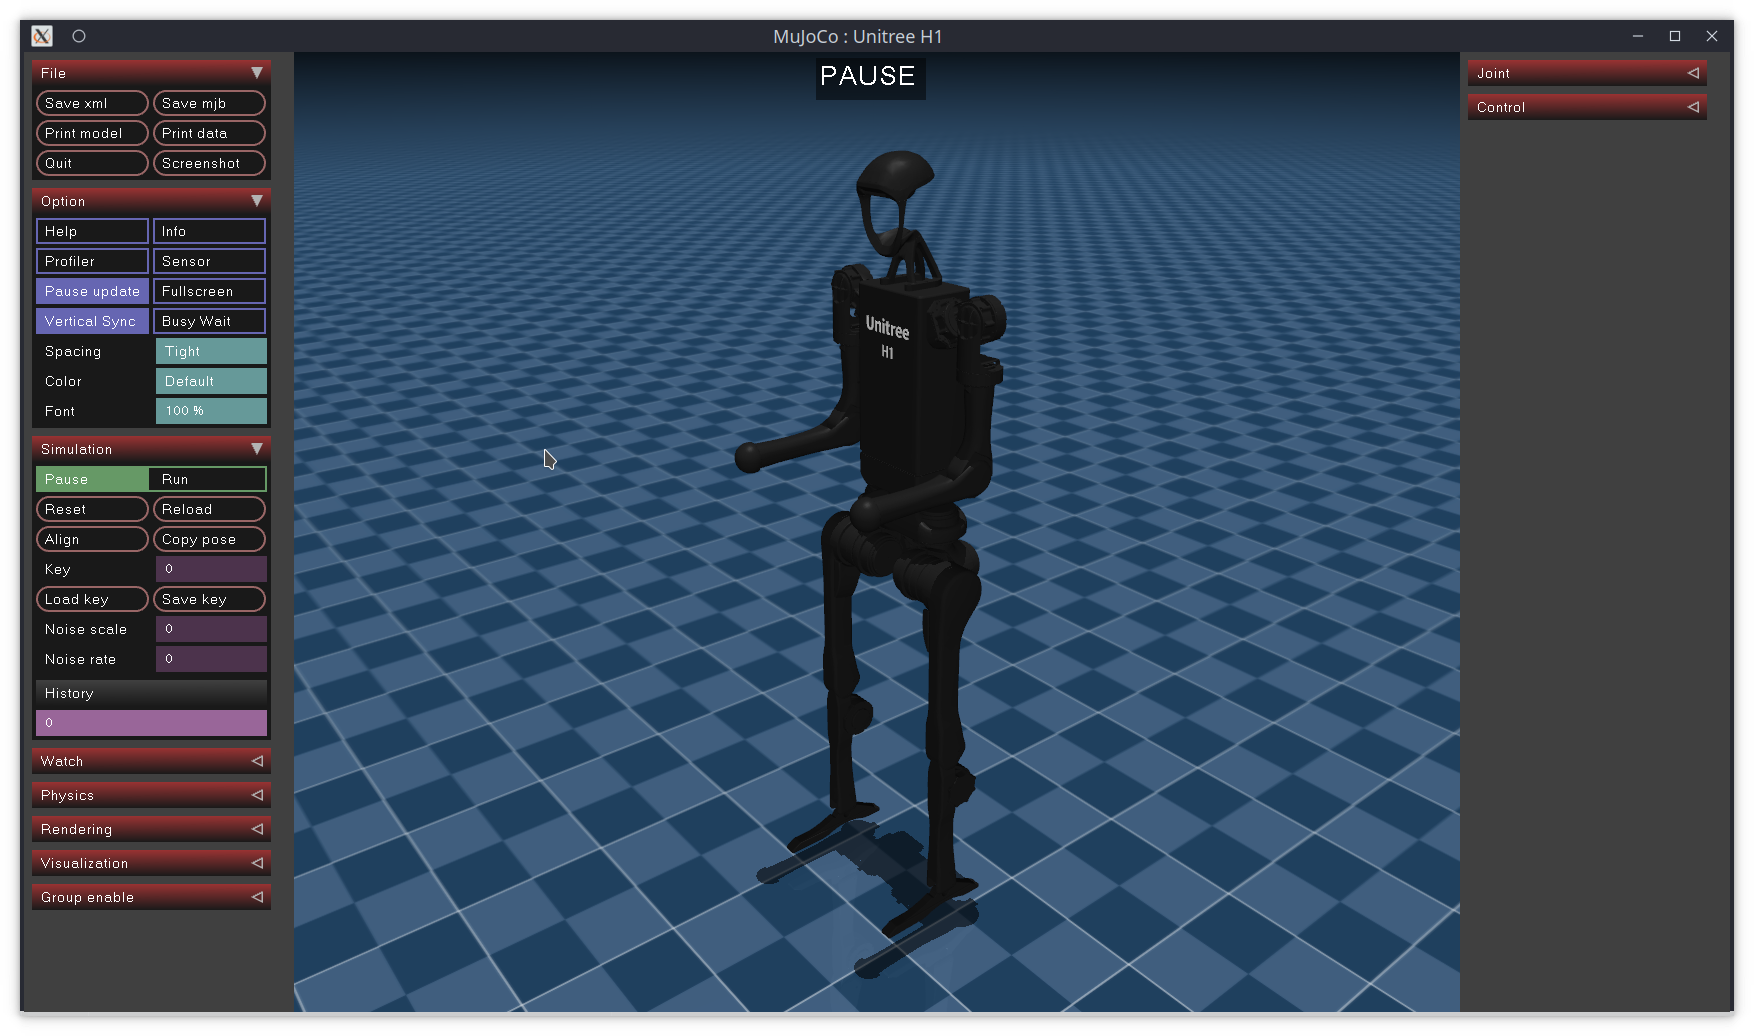 MuJoCo : Unitree H1
File
Save xml Save mjb
Print model Print data
Quit Screenshot
Option
Help Info
Profiler Sensor
Pause update Fullscreen
Vertical Sync Busy Wait
Spacing Tight
Color Default
Font 100 %
Simulation
Pause Run
Reset Reload
Align Copy pose
Key 0
Load key Save key
Noise scale 0
Noise rate 0
History
0
Watch
Physics
Rendering
Visualization
Group enable
PAUSE
Unitree
H1
Joint
Control